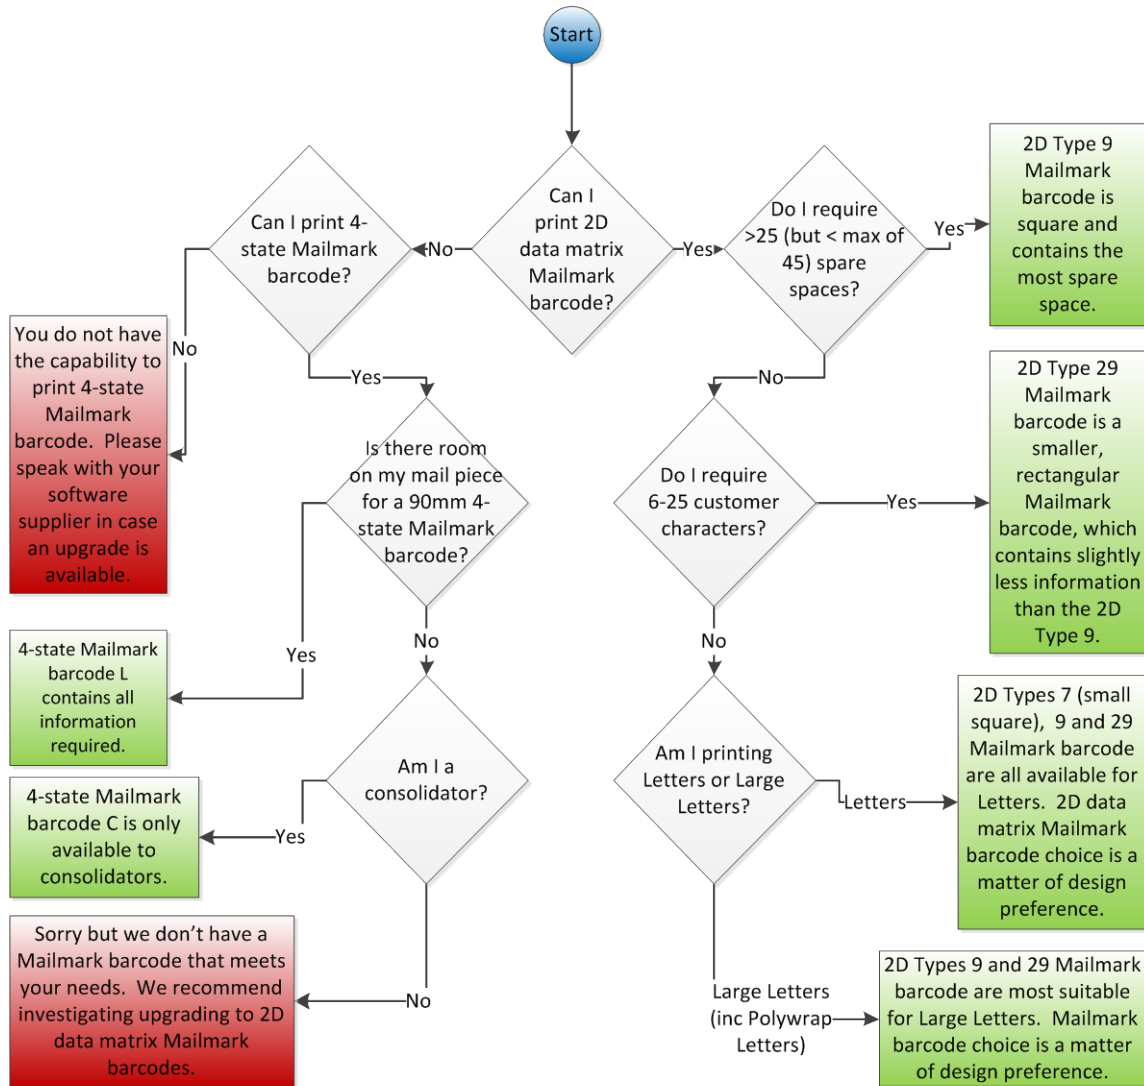 Start
Can I print 4-
state Mailmark
barcode?
No
Can I
print 2D
data matrix
Mailmark
barcode?
Yes
Do I require
>25 (but < max of
45) spare
spaces?
Yes
2D Type 9
Mailmark
barcode is
square and
contains the
most spare
space.
No
You do not have
the capability to
print 4-state
Mailmark
barcode.  Please
speak with your
software
supplier in case
an upgrade is
available.
Yes
No
Is there room
on my mail piece
for a 90mm 4-
state Mailmark
barcode?
Do I require
6-25 customer
characters?
Yes
2D Type 29
Mailmark
barcode is a
smaller,
rectangular
Mailmark
barcode, which
contains slightly
less information
than the 2D
Type 9.
Yes
No
No
4-state Mailmark
barcode L
contains all
information
required.
Am I a
consolidator?
Am I printing
Letters or Large
Letters?
Letters
2D Types 7 (small
square),  9 and 29
Mailmark barcode
are all available for
Letters.  2D data
matrix Mailmark
barcode choice is a
matter of design
preference.
Yes
4-state Mailmark
barcode C is only
available to
consolidators.
No
Sorry but we don't have a
Mailmark barcode that meets
your needs.  We recommend
investigating upgrading to 2D
data matrix Mailmark
barcodes.
Large Letters
(inc Polywrap
Letters)
2D Types 9 and 29 Mailmark
barcode are most suitable
for Large Letters.  Mailmark
barcode choice is a matter
of design preference.